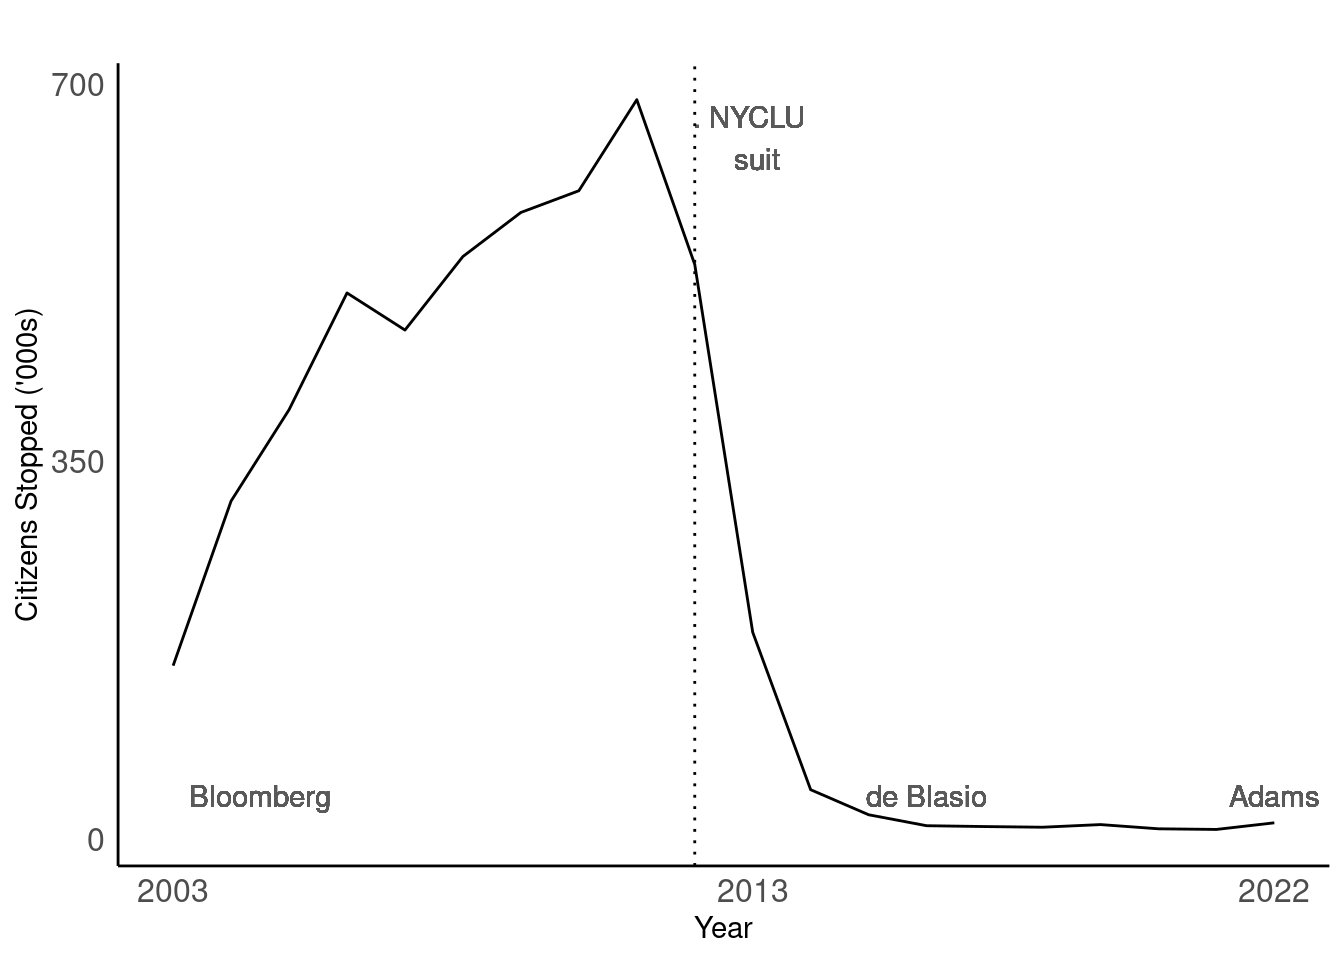 700
NYCLU
suit
Citizens Stopped ('000s)
350
Bloomberg
de Blasio
Adams
0
2003
2013
2022
Year